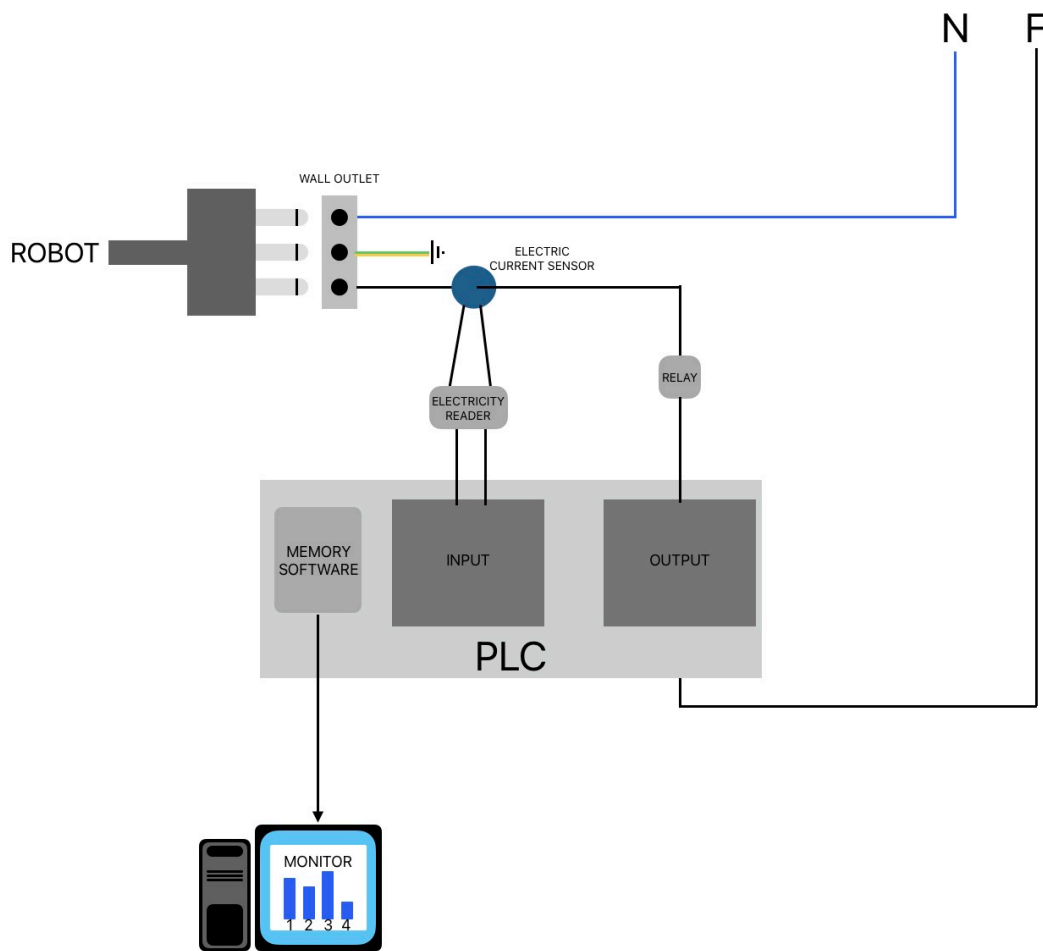 N
F
WALL OUTLET
ROBOT
ELECTRIC
CURRENT SENSOR
RELAY
ELECTRICITY
READER
MEMORY
SOFTWARE
INPUT
OUTPUT
PLC
MONITOR
1 2 3 4